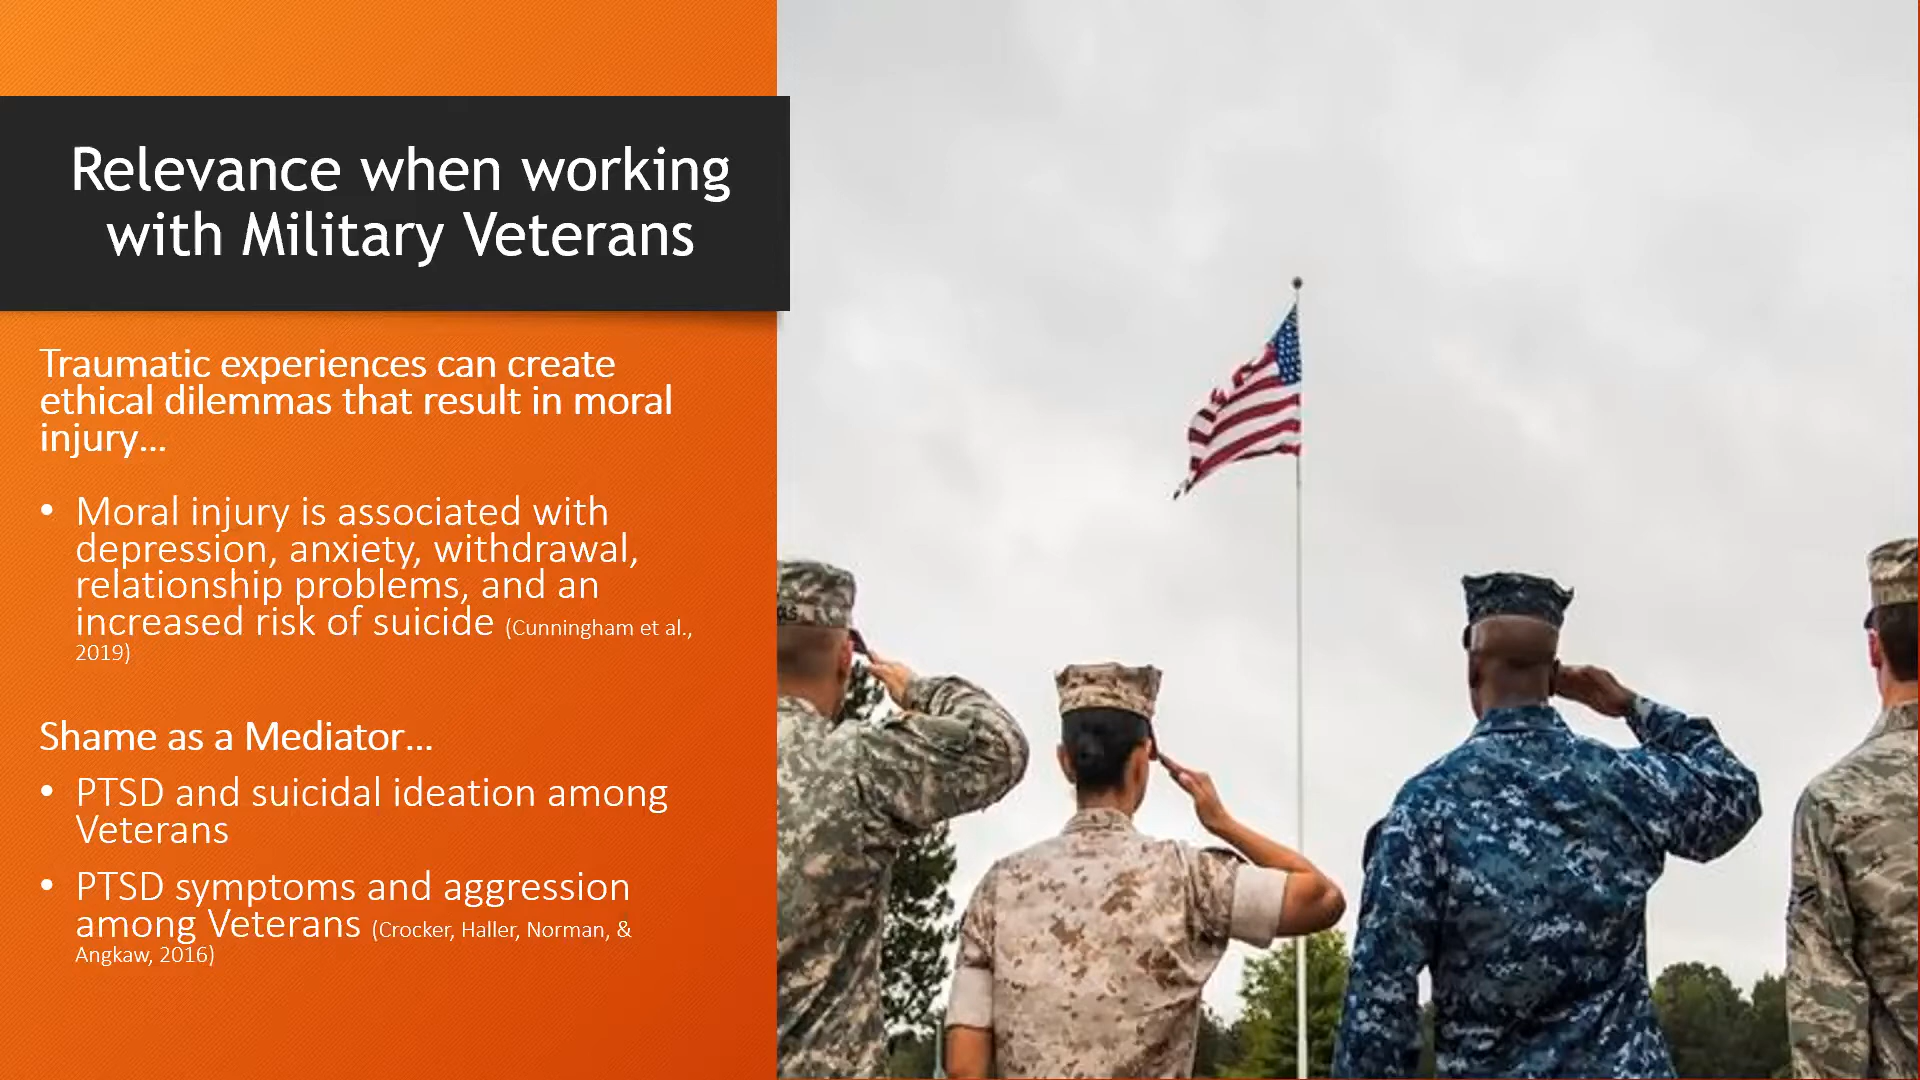 Relevance when working
with Military Veterans
Traumatic experiences can create
ethical dilemmas that result in moral
injury...
• Moral injury is associated with
depression, anxiety, withdrawal,
relationship problems, and an
increased risk of suicide (Cunningham et al.,
2019)
Shame as a Mediator...
• PTSD and suicidal ideation among
Veterans
• PTSD symptoms and aggression
among Veterans (Crocker, Haller, Norman, &
Angkaw, 2016)